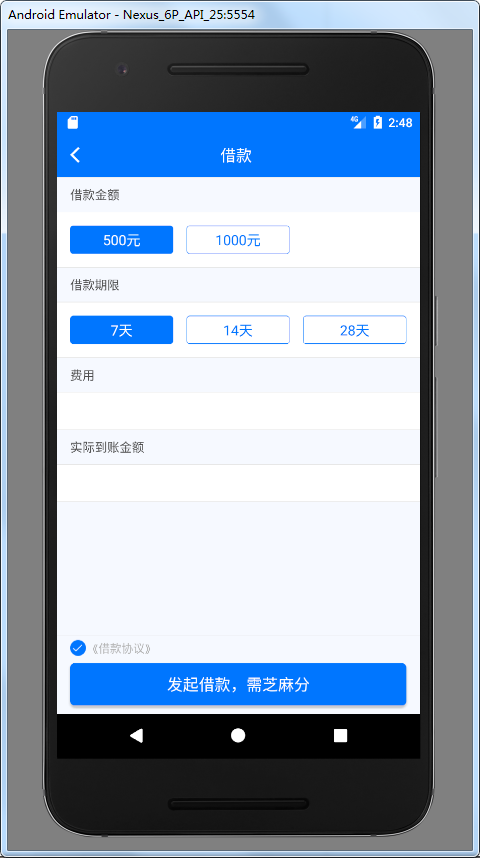 Android Emulator - Nexus_6P_API_25:5554
4G 2:48
借款
借款金额
500元 1000元
借款期限
7天 14天 28天
费用
实际到账金额
《借款协议》
发起借款，需芝麻分